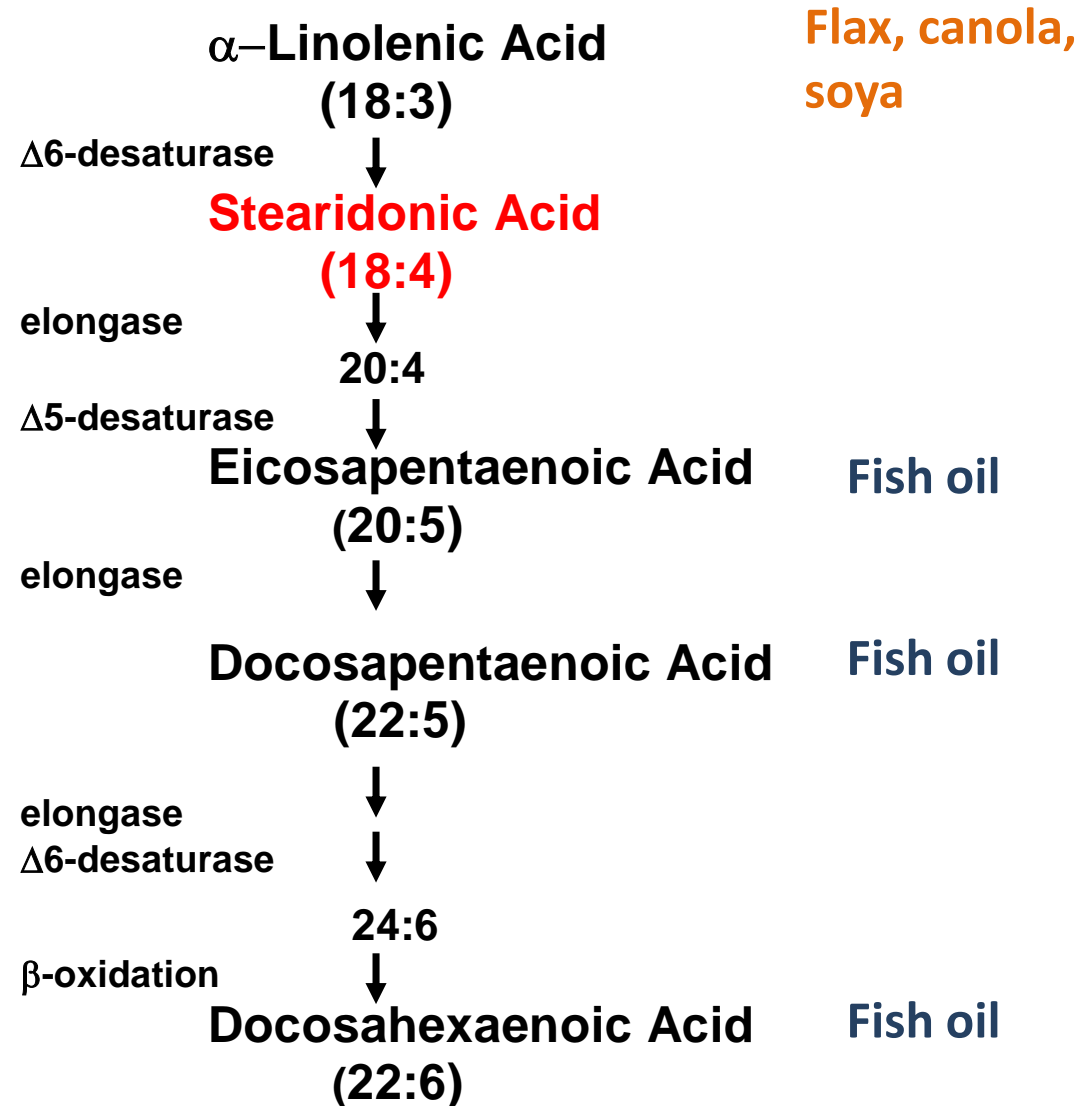 α–Linolenic Acid
Flax, canola,
soya
(18:3)
Δ6-desaturase
Stearidonic Acid
(18:4)
elongase
20:4
Δ5-desaturase
Eicosapentaenoic Acid
Fish oil
(20:5)
elongase
Docosapentaenoic Acid
Fish oil
(22:5)
elongase
Δ6-desaturase
24:6
β-oxidation
Docosahexaenoic Acid
Fish oil
(22:6)